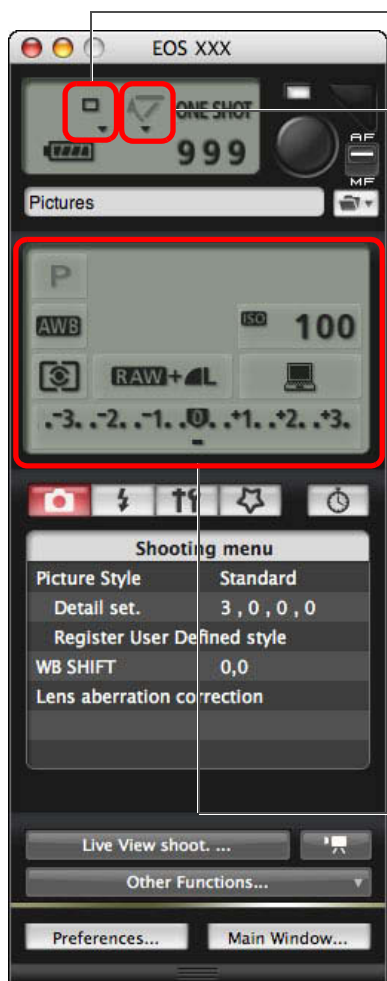 EOS XXX
ONE SHOT
AF
999
MF
Pictures
P
AWB
ISO 100
RAW+L
.-3. .-2. .-1. .0. .+1. .+2. .+3.
Shooting menu
Picture Style Standard
Detail set. 3 , 0 , 0 , 0
Register User Defined style
WB SHIFT 0,0
Lens aberration correction
Live View shoot. ...
Other Functions...
Preferences... Main Window...